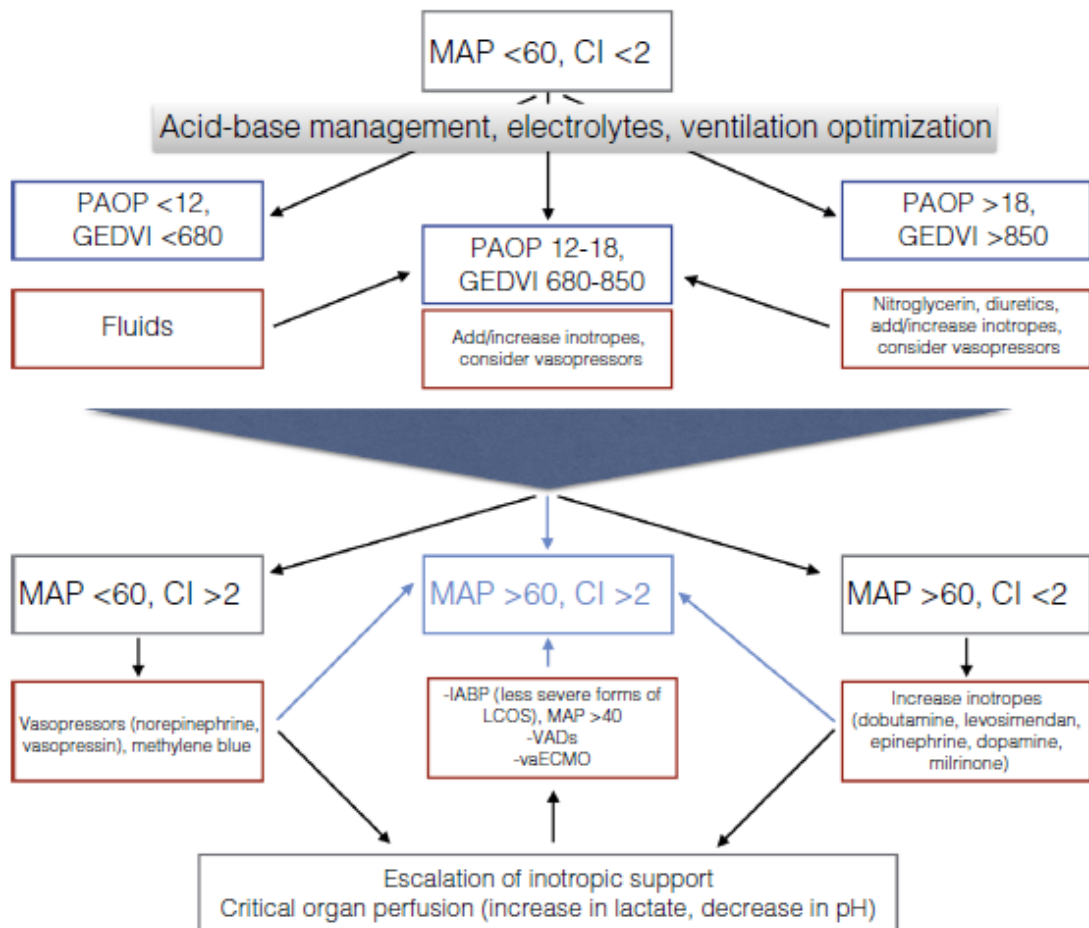 MAP <60, CI <2
Acid-base management, electrolytes, ventilation optimization
PAOP <12,
GEDVI <680
PAOP 12-18,
GEDVI 680-850
PAOP >18,
GEDVI >850
Fluids
Add/increase inotropes,
consider vasopressors
Nitroglycerin, diuretics,
add/increase inotropes,
consider vasopressors
MAP <60, CI >2
MAP >60, CI >2
MAP >60, CI <2
Vasopressors (norepinephrine,
vasopressin), methylene blue
-IABP (less severe forms of
LCOS), MAP >40
-VADs
-vaECMO
Increase inotropes
(dobutamine, levosimendan,
epinephrine, dopamine,
milrinone)
Escalation of inotropic support
Critical organ perfusion (increase in lactate, decrease in pH)